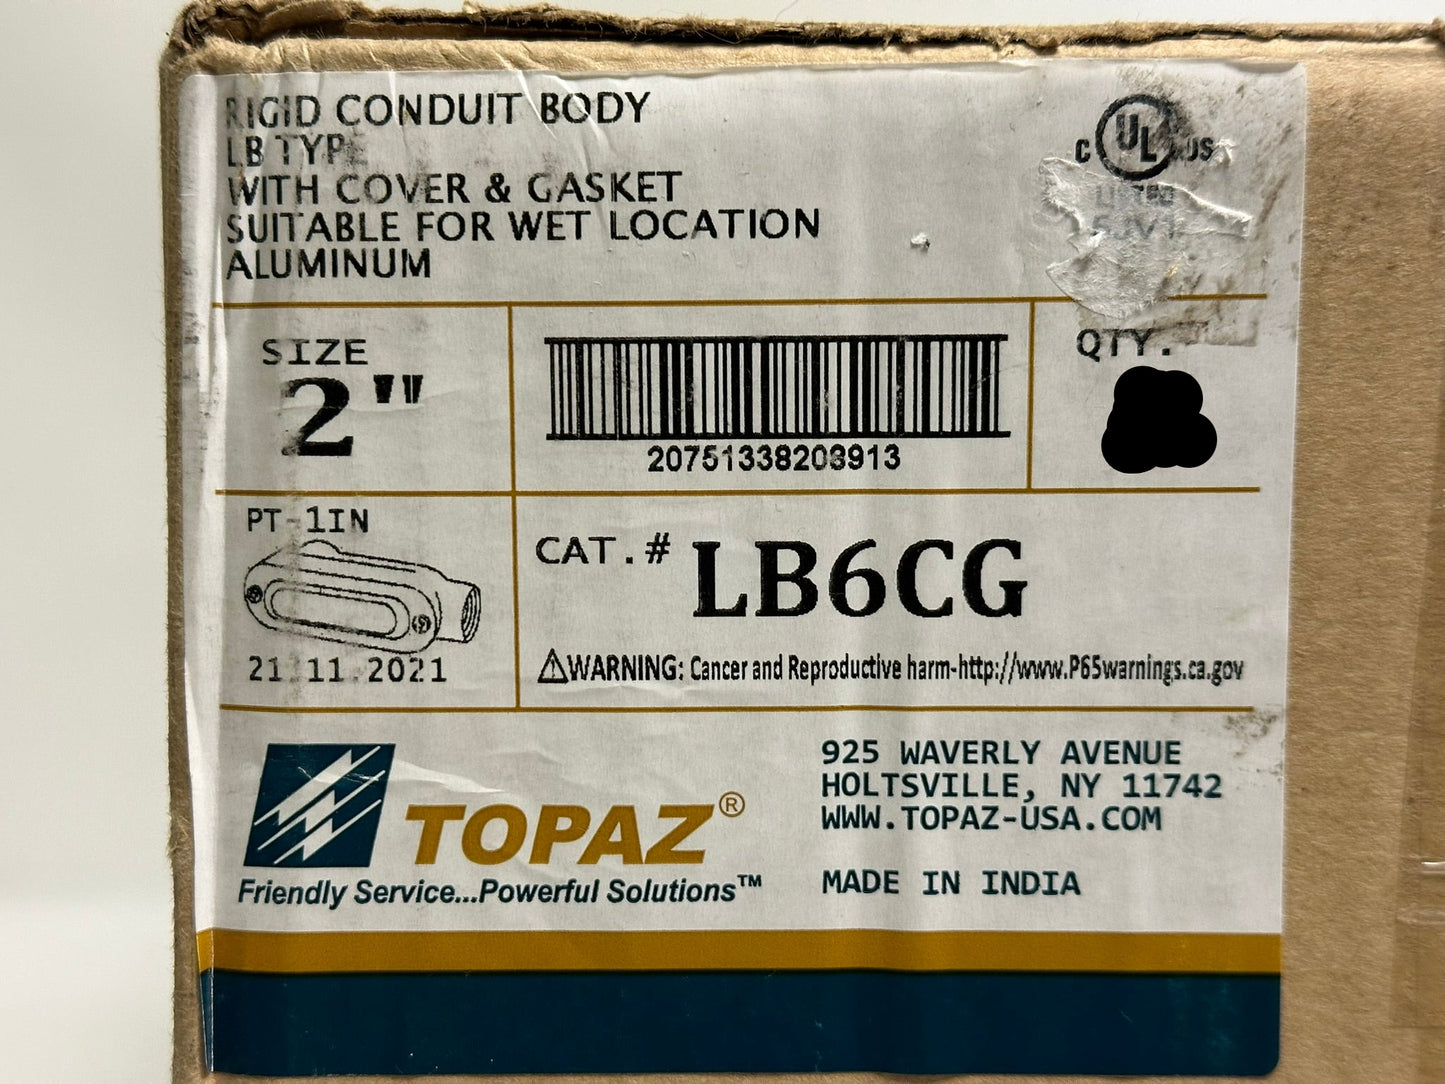 RIGID CONDUIT BODY
LB TYPE
WITH COVER & GASKET
SUITABLE FOR WET LOCATION
ALUMINUM
C UL US
LISTED
SIZE
2"
20751338208913
QTY.
PT-1IN
21.11.2021
CAT.# LB6CG
⚠WARNING: Cancer and Reproductive harm-http://www.P65warnings.ca.gov
TOPAZ®
Friendly Service...Powerful Solutions™
925 WAVERLY AVENUE
HOLTSVILLE, NY 11742
WWW.TOPAZ-USA.COM
MADE IN INDIA